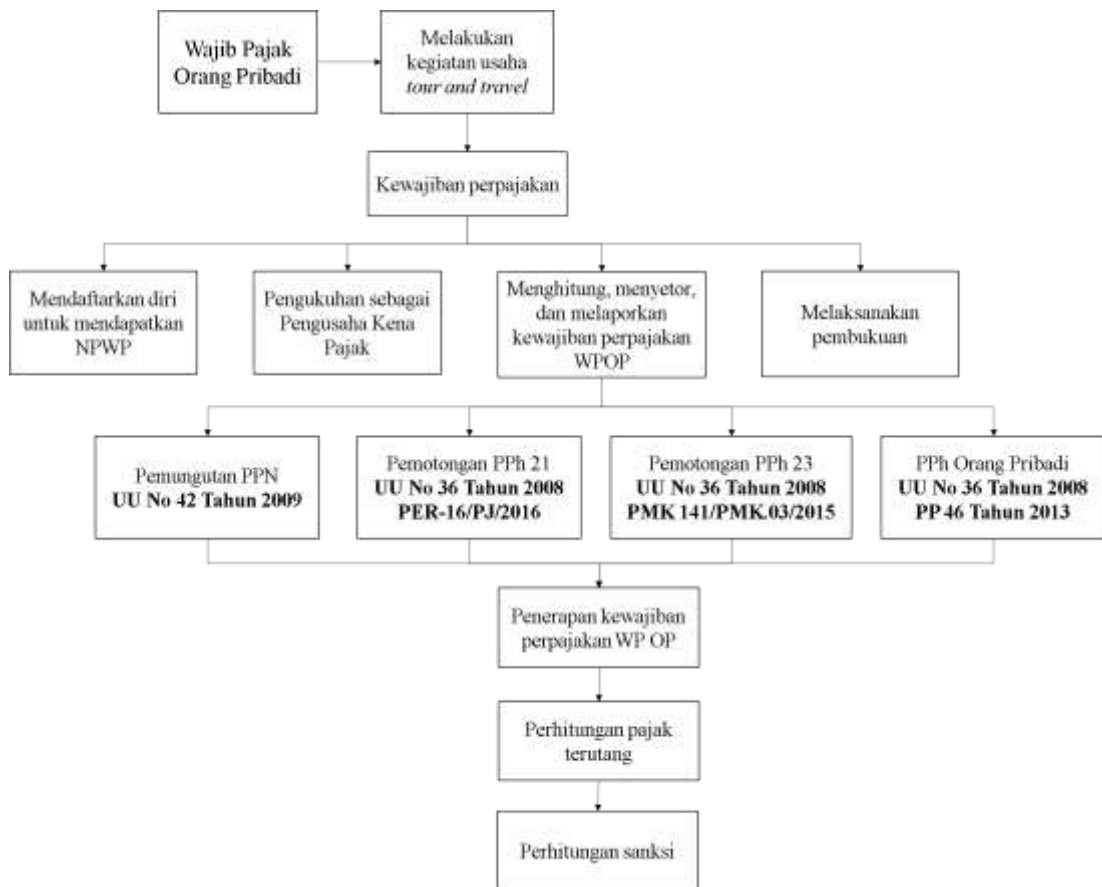 Wajib Pajak
Orang Pribadi
Melakukan
kegiatan usaha
tour and travel
Kewajiban perpajakan
Mendaftarkan diri
untuk mendapatkan
NPWP
Pengukuhan sebagai
Pengusaha Kena
Pajak
Menghitung, menyetor,
dan melaporkan
kewajiban perpajakan
WPOP
Melaksanakan
pembukuan
Pemungutan PPN
UU No 42 Tahun 2009
Pemotongan PPh 21
UU No 36 Tahun 2008
PER-16/PJ/2016
Pemotongan PPh 23
UU No 36 Tahun 2008
PMK 141/PMK.03/2015
PPh Orang Pribadi
UU No 36 Tahun 2008
PP 46 Tahun 2013
Penerapan kewajiban
perpajakan WP OP
Perhitungan pajak
terutang
Perhitungan sanksi